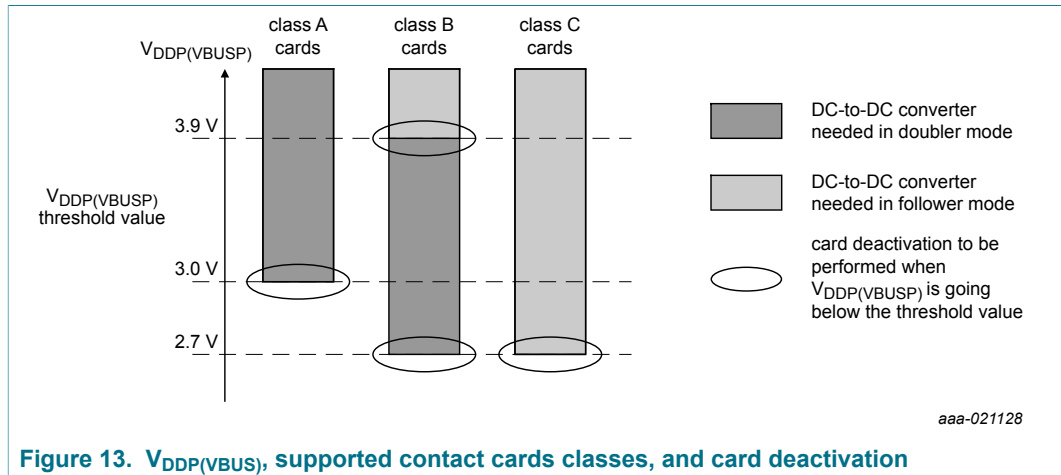 class A
cards
class B
cards
class C
cards
VDDP(VBUSP)
3.9 V
VDDP(VBUSP)
threshold value
3.0 V
2.7 V
DC-to-DC converter
needed in doubler mode
DC-to-DC converter
needed in follower mode
card deactivation to be
performed when
VDDP(VBUSP) is going
below the threshold value
aaa-021128
Figure 13. VDDP(VBUS), supported contact cards classes, and card deactivation